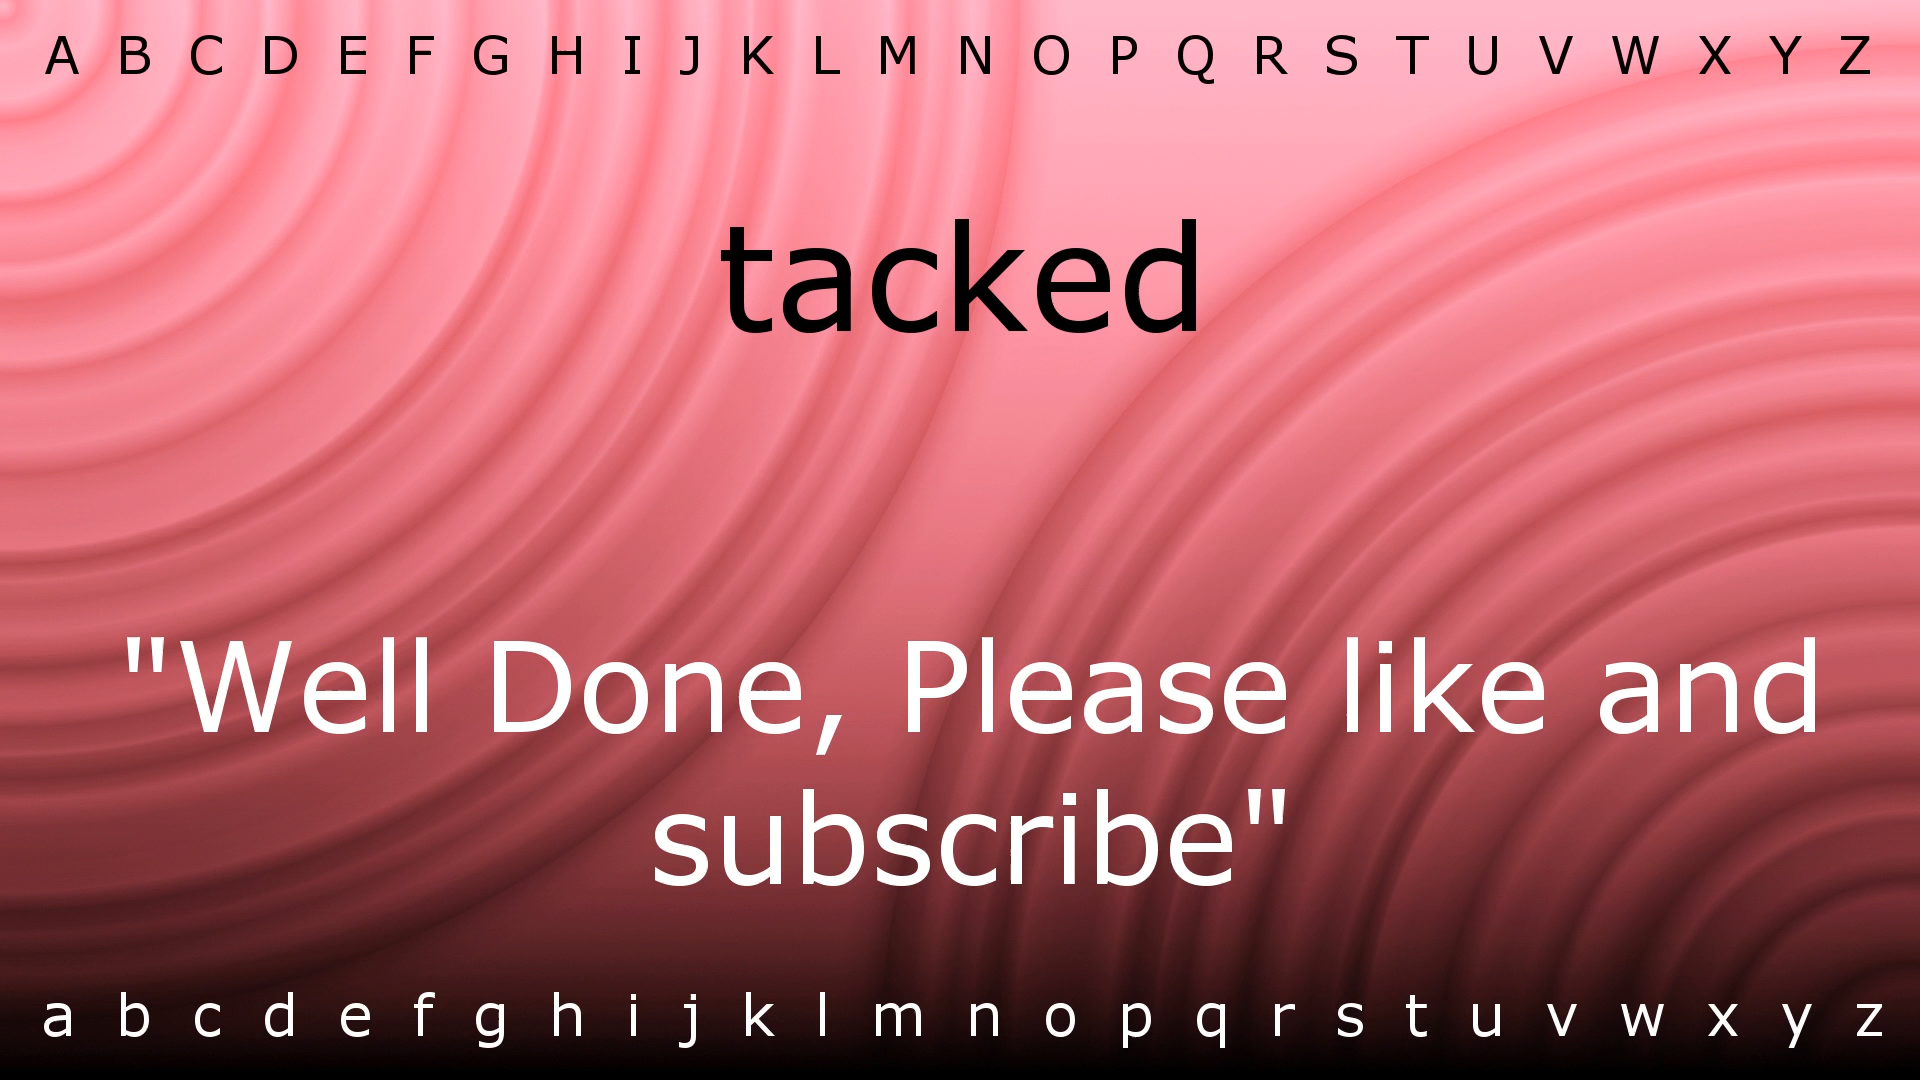 A B C D E F G H I J K L M N O P Q R S T U V W X Y Z
tacked
"Well Done, Please like and
subscribe"
a b c d e f g h i j k l m n o p q r s t u v w x y z